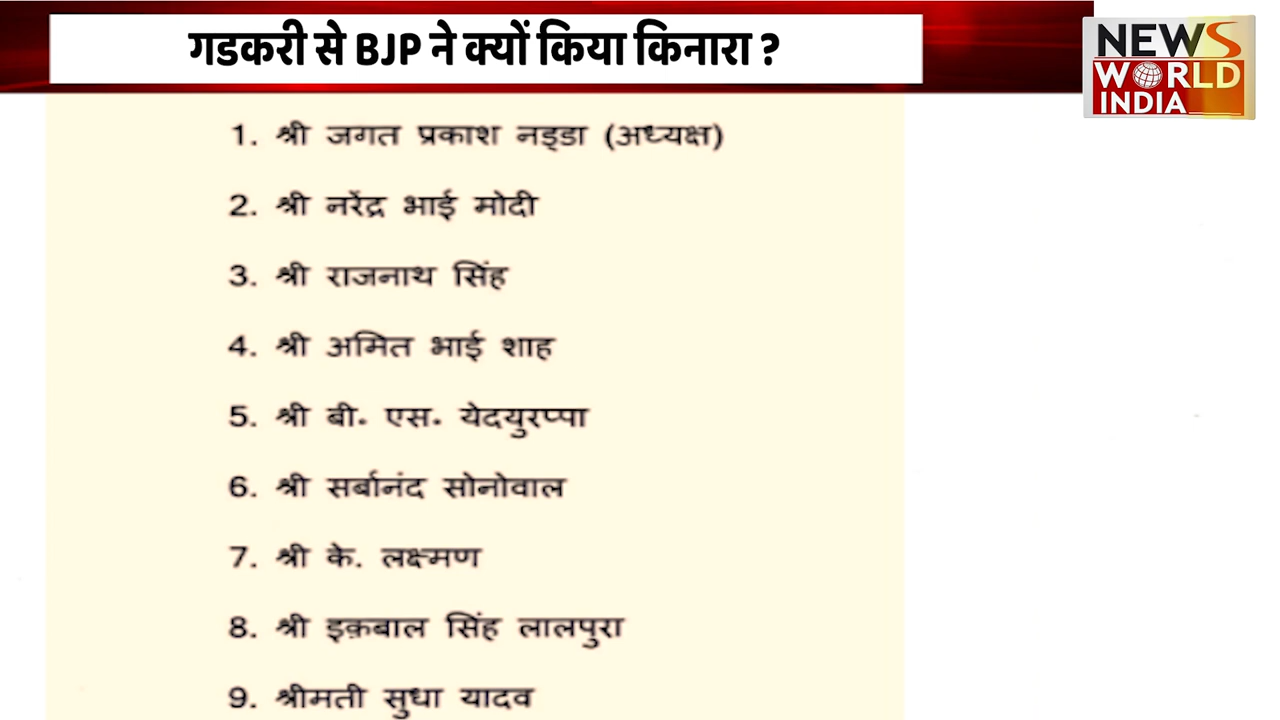 गडकरी से BJP ने क्यों किया किनारा ?
NEWS
WORLD
INDIA
1. श्री जगत प्रकाश नड्डा (अध्यक्ष)
2. श्री नरेंद्र भाई मोदी
3. श्री राजनाथ सिंह
4. श्री अमित भाई शाह
5. श्री बी. एस. येदयुरप्पा
6. श्री सर्बानंद सोनोवाल
7. श्री के. लक्ष्मण
8. श्री इक़बाल सिंह लालपुरा
9. श्रीमती सुधा यादव